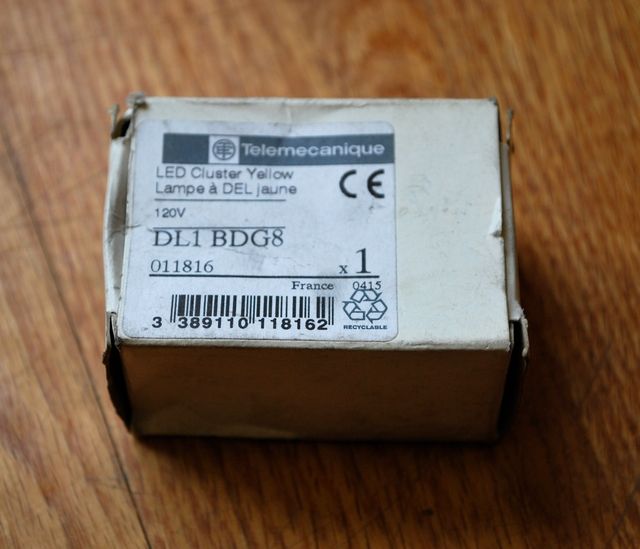 Telemecanique
LED Cluster Yellow
Lampe à DEL jaune
CE
120V
DL1 BDG8
011816 x 1
France 0415
3 389110 118162
RECYCLABLE